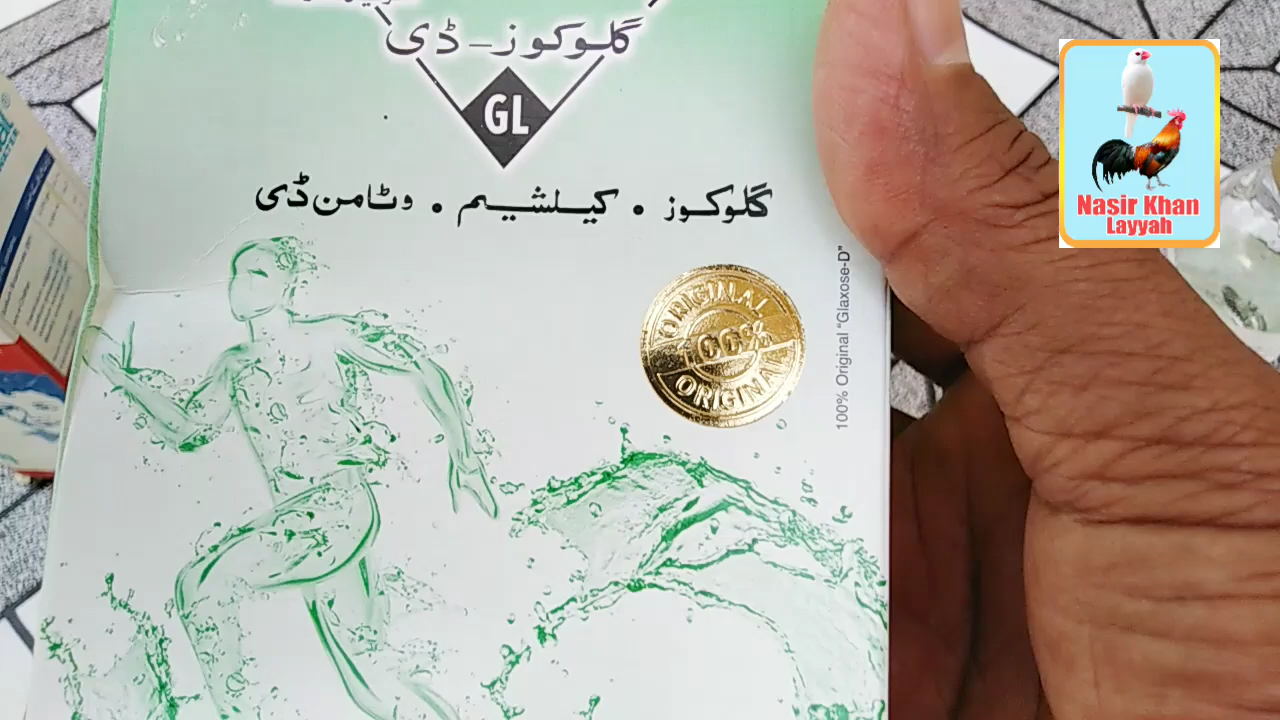 گلوکوز-ڈی
GL
گلوکوز • کیلشیم • وٹامن ڈی
ORIGINAL
100%
ORIGINAL
100% Original "Glaxose-D"
Nasir Khan
Layyah